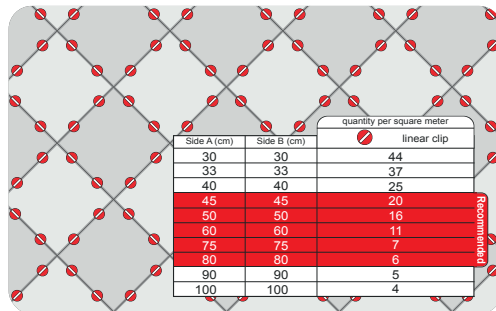 quantity per square meter
Side A (cm) Side B (cm) linear clip
30 30 44
33 33 37
40 40 25
45 45 20
50 50 16
60 60 11
75 75 7
80 80 6
90 90 5
100 100 4
Recommended